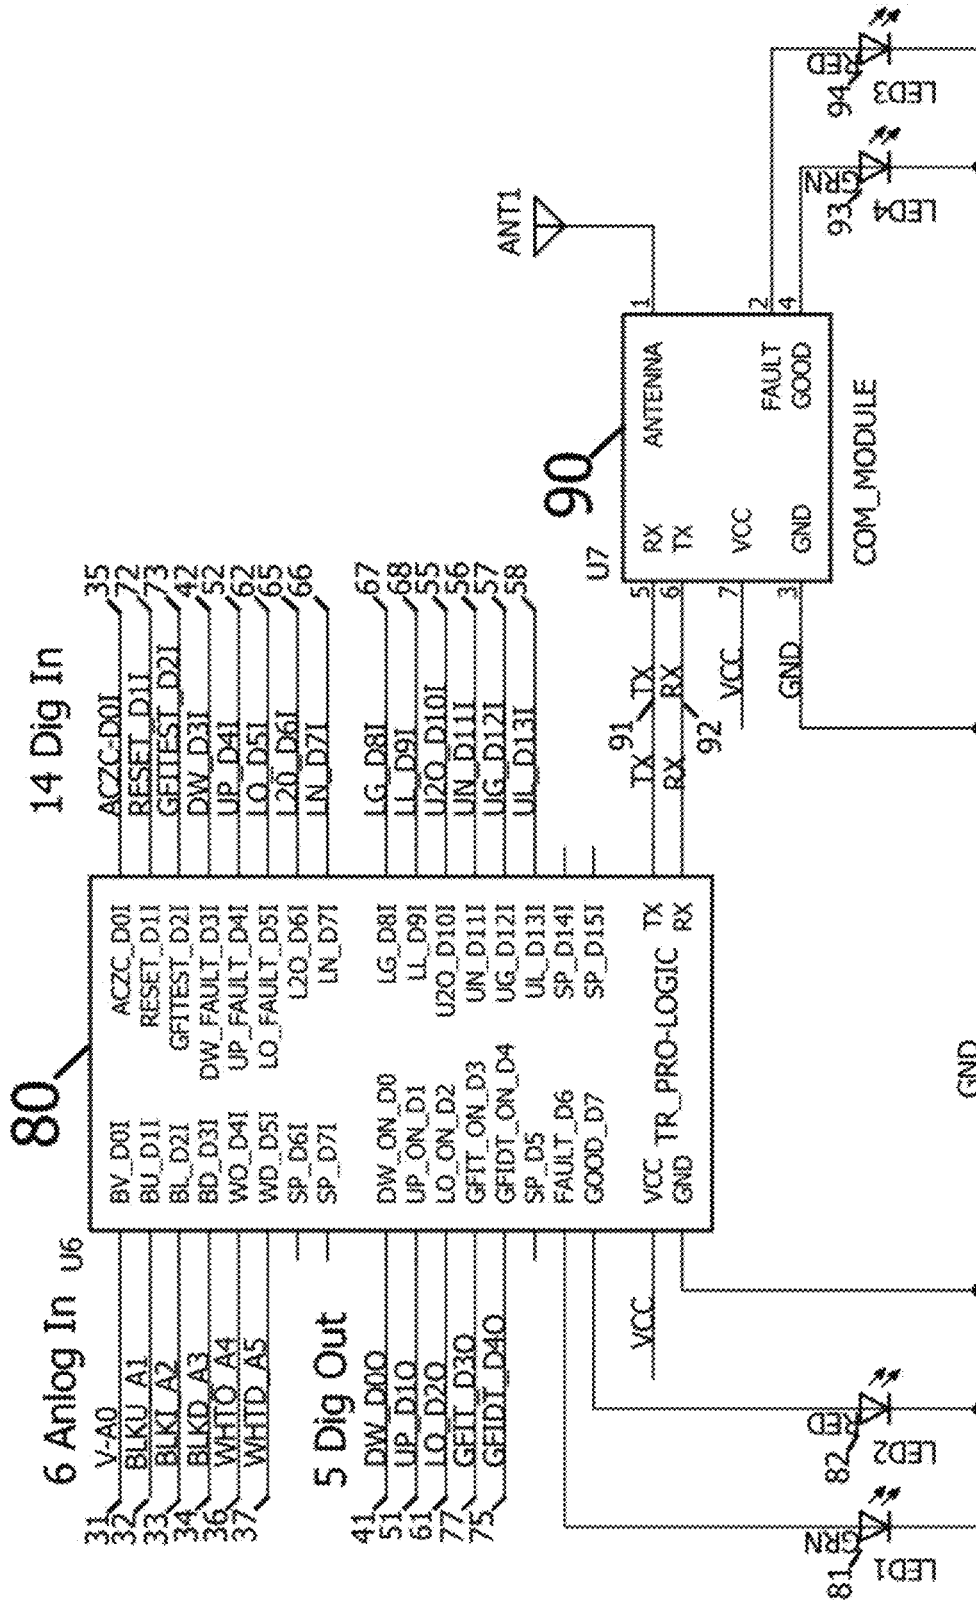 6 Anlog In
U6
80
14 Dig In
31
V-A0
32
BLKU_A1
33
BLKL_A2
34
BLKD_A3
36
WHTO_A4
37
WHTD_A5
5 Dig Out
41
DW_D0O
51
UP_D1O
61
LO_D2O
77
GFIT_D3O
75
GFIDT_D4O
VCC
BV_D0I
BU_D1I
BL_D2I
BD_D3I
WO_D4I
WD_D5I
SP_D6I
SP_D7I
DW_ON_D0
UP_ON_D1
LO_ON_D2
GFIT_ON_D3
GFIDT_ON_D4
SP_D5
FAULT_D6
GOOD_D7
VCC
GND
TR_PRO-LOGIC
ACZC_D0I
RESET_D1I
GFITEST_D2I
DW_FAULT_D3I
UP_FAULT_D4I
LO_FAULT_D5I
L2O_D6I
LN_D7I
LG_D8I
LL_D9I
U2O_D10I
UN_D11I
UG_D12I
UL_D13I
SP_D14I
SP_D15I
TX
RX
ACZC-D0I
35
RESET_D1I
72
GFITEST_D2I
73
DW_D3I
42
UP_D4I
52
LO_D5I
62
L2O_D6I
65
LN_D7I
66
LG_D8I
67
LL_D9I
68
U2O_D10I
55
UN_D11I
56
UG_D12I
57
UL_D13I
58
TX
91
TX
RX
92
RX
VCC
GND
5
6
7
3
U7
90
RX
TX
VCC
GND
ANTENNA
FAULT
GOOD
COM_MODULE
1
2
4
ANT1
81
GRN
LED1
82
RED
LED2
GND
93
GRN
LED4
94
RED
LED3